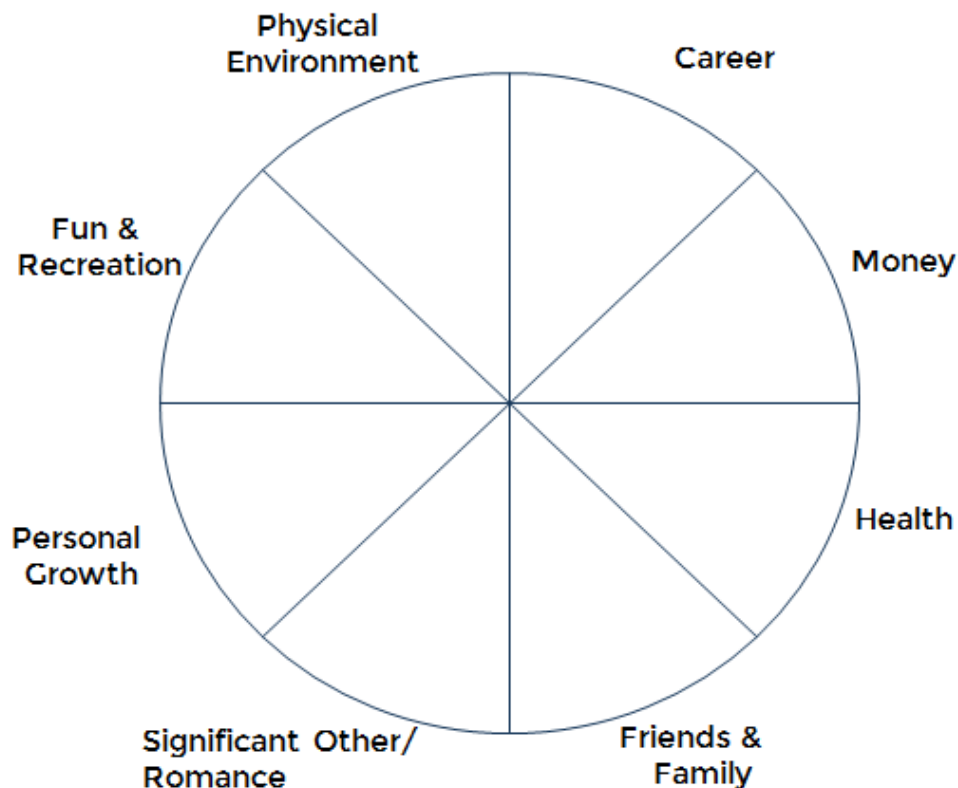 Physical
Environment
Career
Money
Health
Friends &
Family
Significant Other/
Romance
Personal
Growth
Fun &
Recreation